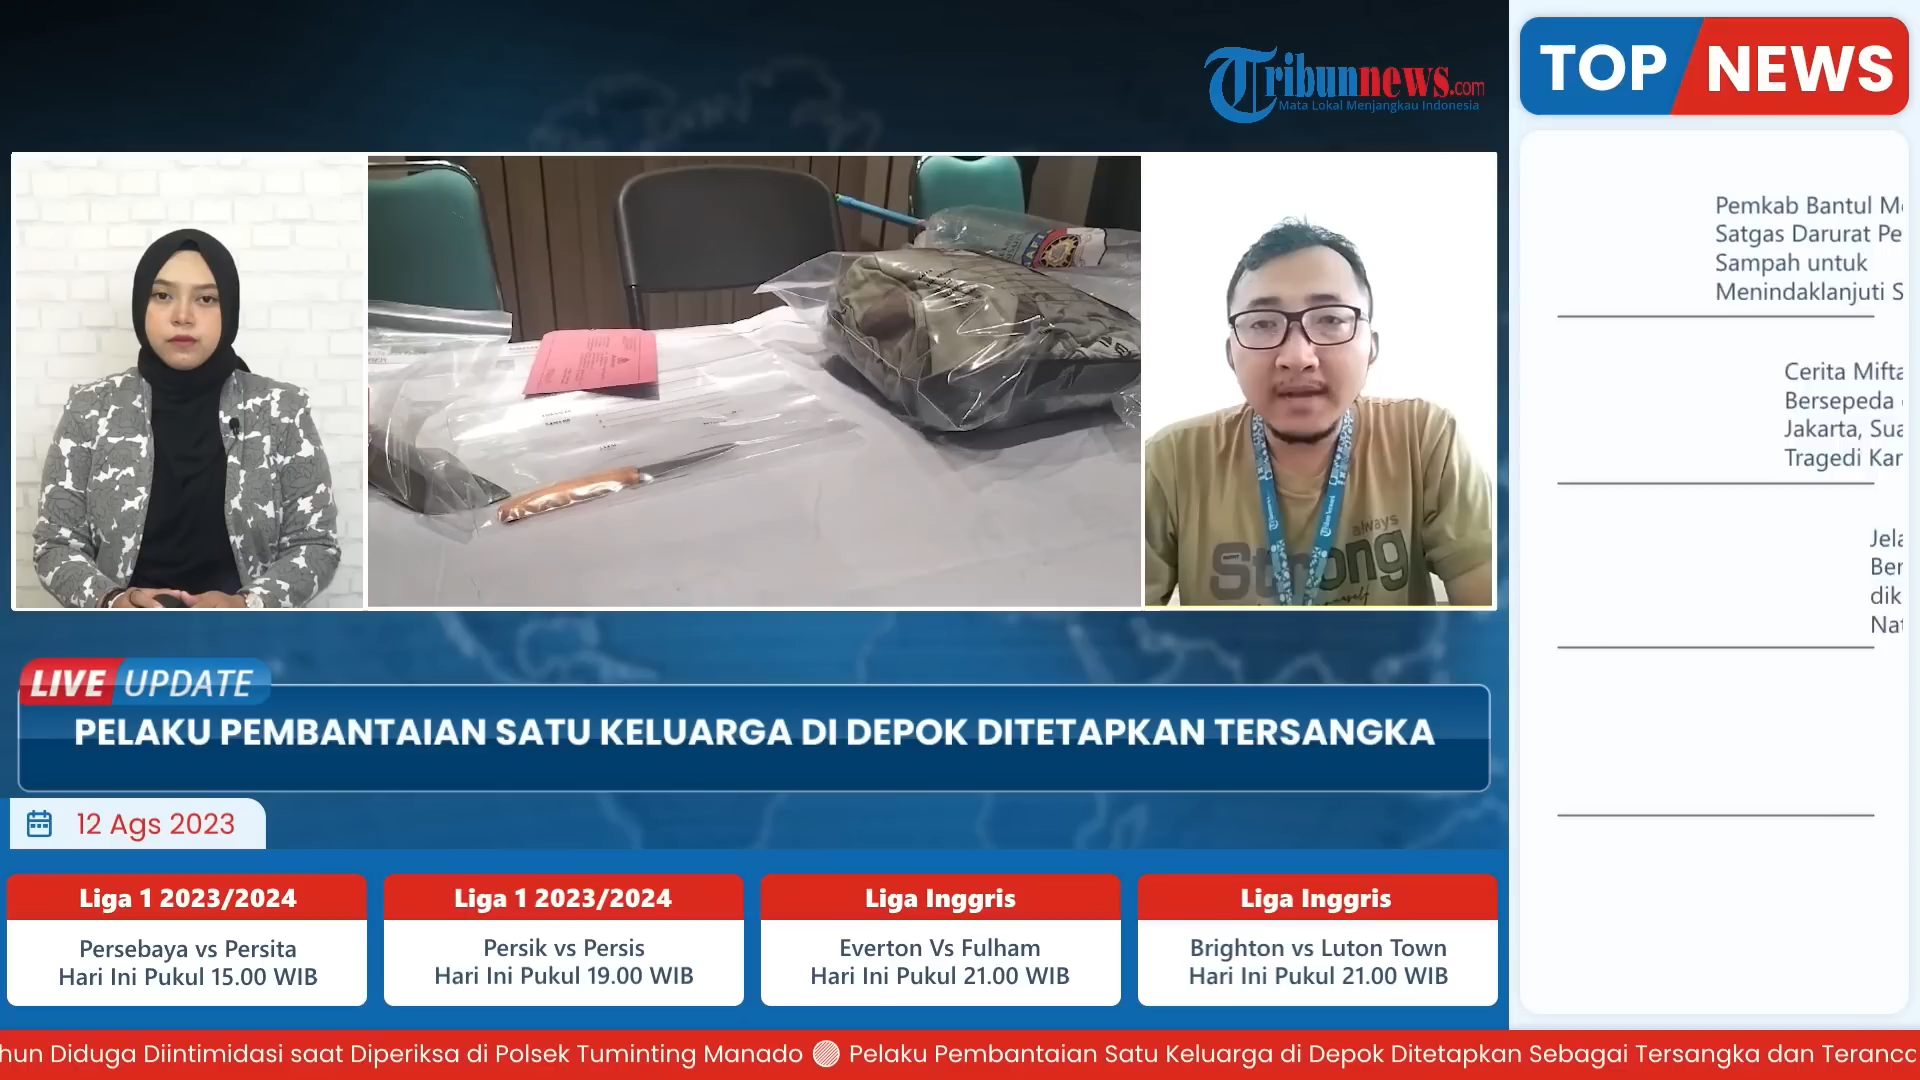 Tribunnews.com
Mata Lokal Menjangkau Indonesia
TOP NEWS
always
Strong
LIVE UPDATE
PELAKU PEMBANTAIAN SATU KELUARGA DI DEPOK DITETAPKAN TERSANGKA
12 Ags 2023
Liga 1 2023/2024
Persebaya vs Persita
Hari Ini Pukul 15.00 WIB
Liga 1 2023/2024
Persik vs Persis
Hari Ini Pukul 19.00 WIB
Liga Inggris
Everton Vs Fulham
Hari Ini Pukul 21.00 WIB
Liga Inggris
Brighton vs Luton Town
Hari Ini Pukul 21.00 WIB
Pemkab Bantul M
Satgas Darurat Pe
Sampah untuk
Menindaklanjuti S
Cerita Mifta
Bersepeda
Jakarta, Sua
Tragedi Kar
Jela
Ber
dik
Nat
hun Diduga Diintimidasi saat Diperiksa di Polsek Tuminting Manado Pelaku Pembantaian Satu Keluarga di Depok Ditetapkan Sebagai Tersangka dan Teranc